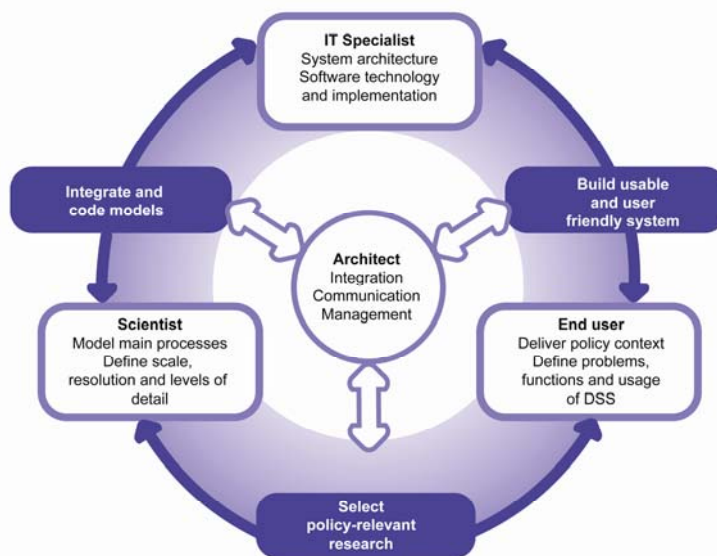 IT Specialist
System architecture
Software technology
and implementation
Integrate and
code models
Build usable
and user
friendly system
Architect
Integration
Communication
Management
Scientist
Model main processes
Define scale,
resolution and levels of
detail
End user
Deliver policy context
Define problems,
functions and usage
of DSS
Select
policy-relevant
research